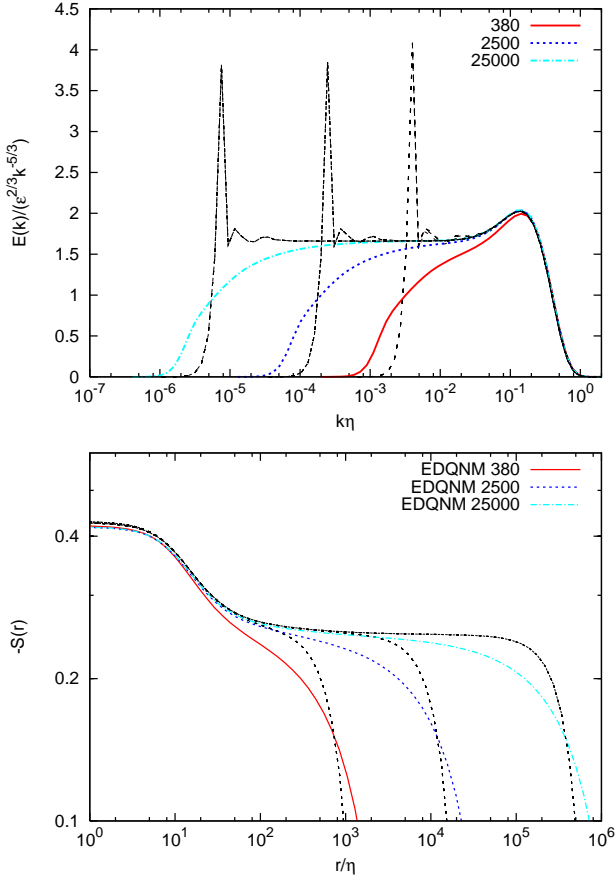 4.5
4
3.5
3
2.5
2
1.5
1
0.5
0
E(k)/(ε^{2/3}k^{-5/3})
380
2500
25000
10^{-7} 10^{-6} 10^{-5} 10^{-4} 10^{-3} 10^{-2} 10^{-1} 10^{0}
kη
EDQNM 380
EDQNM 2500
EDQNM 25000
0.4
0.2
0.1
-S(r)
10^{0} 10^{1} 10^{2} 10^{3} 10^{4} 10^{5} 10^{6}
r/η